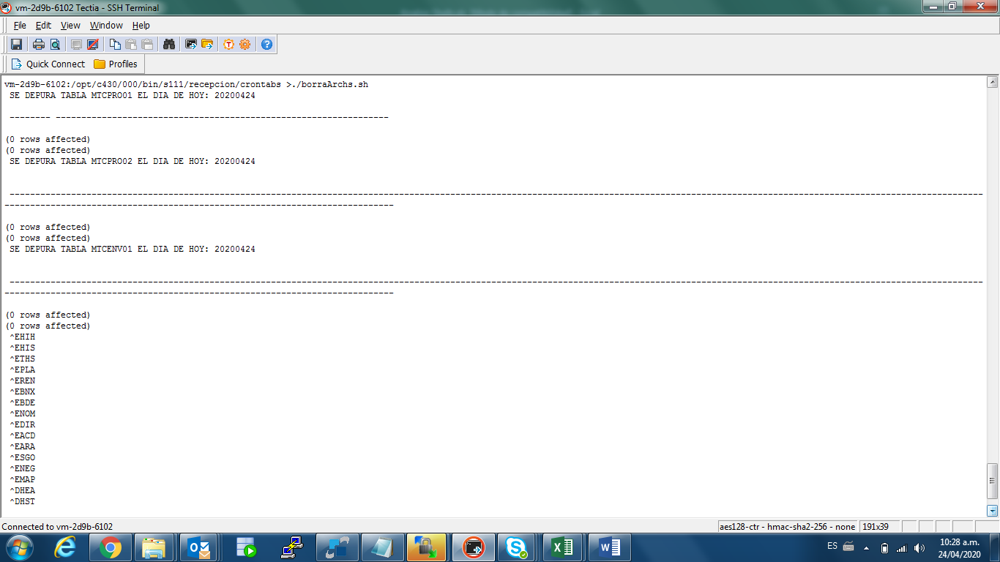 vm-2d9b-6102 Tectia - SSH Terminal
File Edit View Window Help
Quick Connect Profiles
vm-2d9b-6102:/opt/c430/000/bin/s111/recepcion/crontabs >./borraArchs.sh
SE DEPURA TABLA MTCPRO01 EL DIA DE HOY: 20200424
-------- -----------------------------------------------------------------
(0 rows affected)
(0 rows affected)
SE DEPURA TABLA MTCPRO02 EL DIA DE HOY: 20200424
(0 rows affected)
(0 rows affected)
SE DEPURA TABLA MTCENV01 EL DIA DE HOY: 20200424
(0 rows affected)
(0 rows affected)
^EHIH
^EHIS
^ETHS
^EPLA
^EREN
^EBNX
^EBDE
^ENOM
^EDIR
^EACD
^EARA
^ESGO
^ENEG
^EMAP
^DHEA
^DHST
Connected to vm-2d9b-6102 aes128-ctr - hmac-sha2-256 - none 191x39
ES 10:28 a.m.
24/04/2020